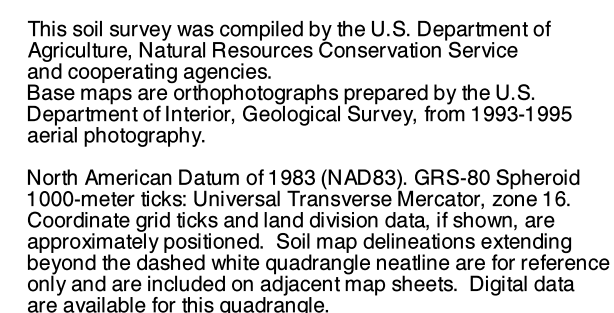 This soil survey was compiled by the U.S. Department of
Agriculture, Natural Resources Conservation Service
and cooperating agencies.
Base maps are orthophotographs prepared by the U.S.
Department of Interior, Geological Survey, from 1993-1995
aerial photography.

North American Datum of 1983 (NAD83). GRS-80 Spheroid
1000-meter ticks: Universal Transverse Mercator, zone 16.
Coordinate grid ticks and land division data, if shown, are
approximately positioned.  Soil map delineations extending
beyond the dashed white quadrangle neatline are for reference
only and are included on adjacent map sheets.  Digital data
are available for this quadrangle.